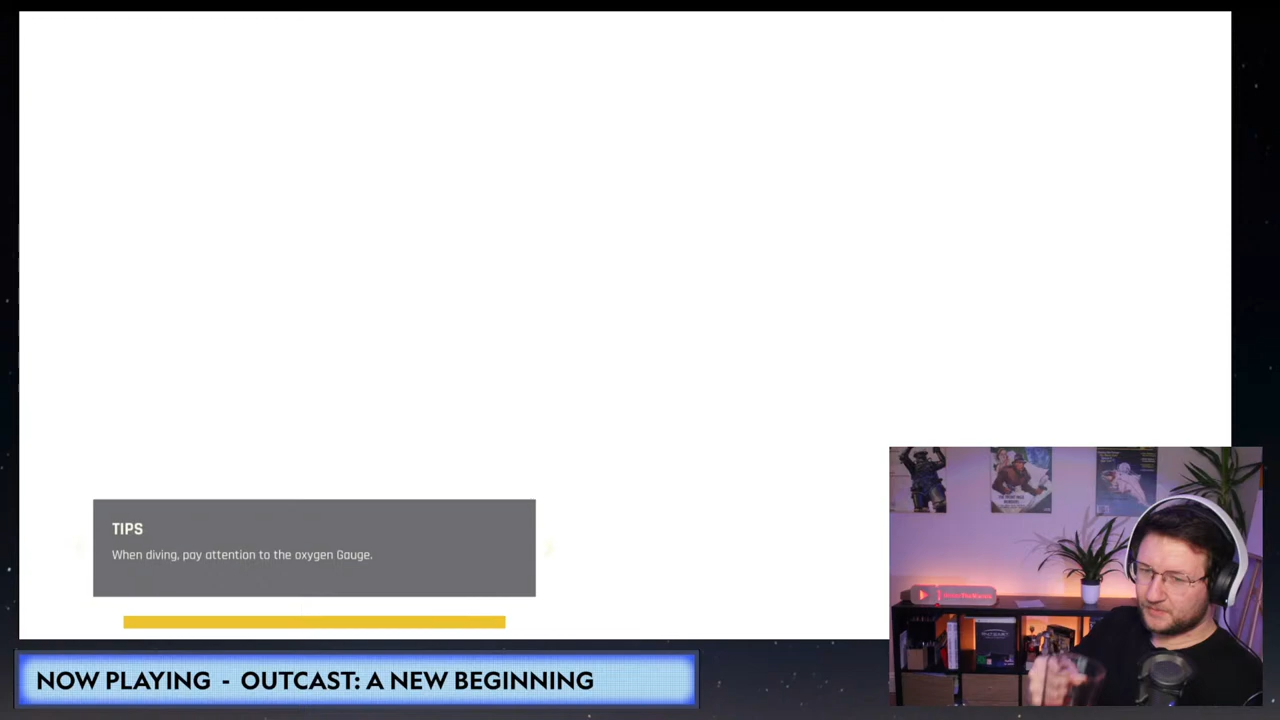 TIPS
When diving, pay attention to the oxygen Gauge.
NOW PLAYING - OUTCAST: A NEW BEGINNING